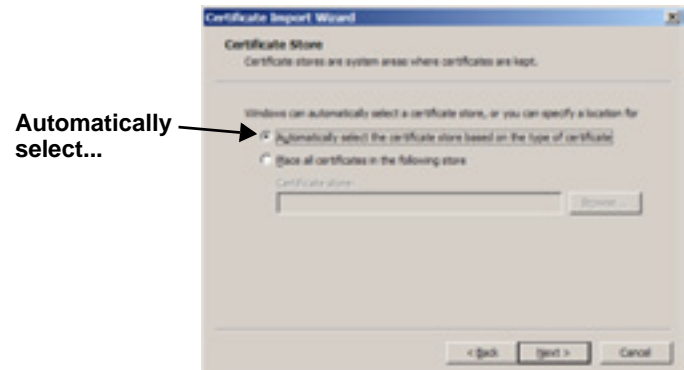 Certificate Import Wizard
Certificate Store
Certificate stores are system areas where certificates are kept.
Windows can automatically select a certificate store, or you can specify a location for
Automatically select...
Automatically select the certificate store based on the type of certificate
Place all certificates in the following store
Certificate store:
Browse...
< Back
Next >
Cancel